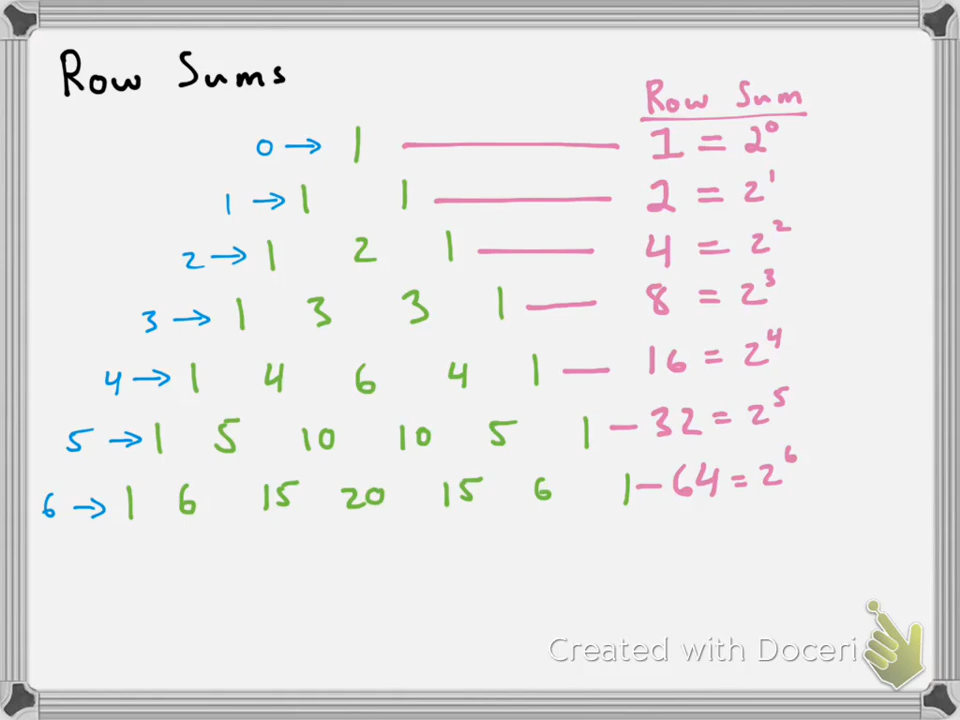 Row Sums
Row Sum
0 → 1 — 1 = 2⁰
1 → 1 1 — 2 = 2¹
2 → 1 2 1 — 4 = 2²
3 → 1 3 3 1 — 8 = 2³
4 → 1 4 6 4 1 — 16 = 2⁴
5 → 1 5 10 10 5 1 — 32 = 2⁵
6 → 1 6 15 20 15 6 1 — 64 = 2⁶
Created with Doceri